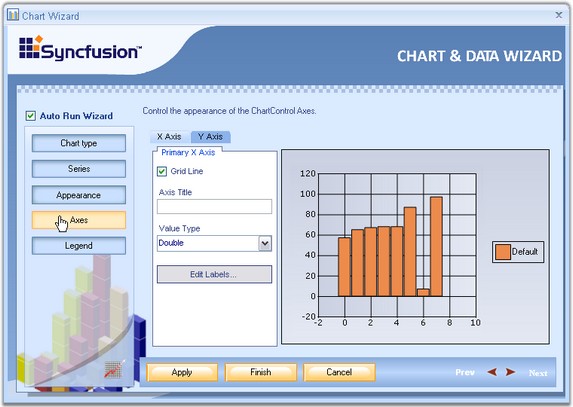 Chart Wizard
Syncfusion™
CHART & DATA WIZARD
Auto Run Wizard
Control the appearance of the ChartControl Axes.
Chart type
Series
Appearance
Axes
Legend
X Axis
Y Axis
Primary X Axis
Grid Line
Axis Title
Value Type
Double
Edit Labels...
120
100
80
60
40
20
0
-20
-2
0
2
4
6
8
10
Default
Apply
Finish
Cancel
Prev
Next